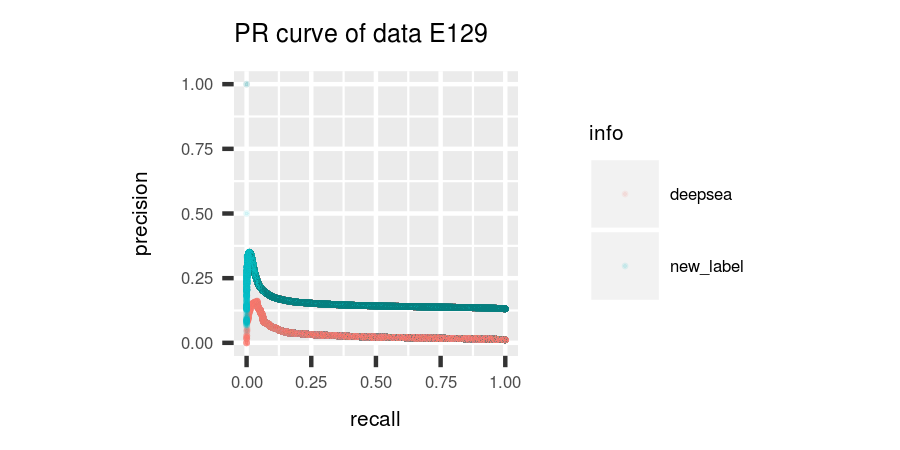 PR curve of data E129
precision
1.00
0.75
0.50
0.25
0.00
0.00 0.25 0.50 0.75 1.00
recall
info
deepsea
new_label